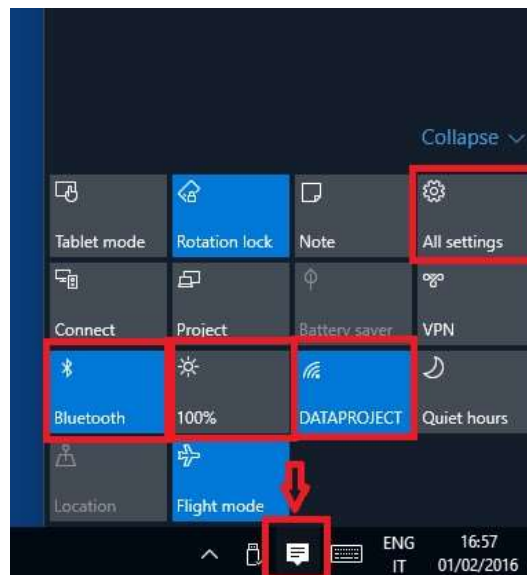 Collapse
Tablet mode Rotation lock Note All settings
Connect Project Battery saver VPN
Bluetooth 100% DATAPROJECT Quiet hours
Location Flight mode
ENG 16:57
IT 01/02/2016